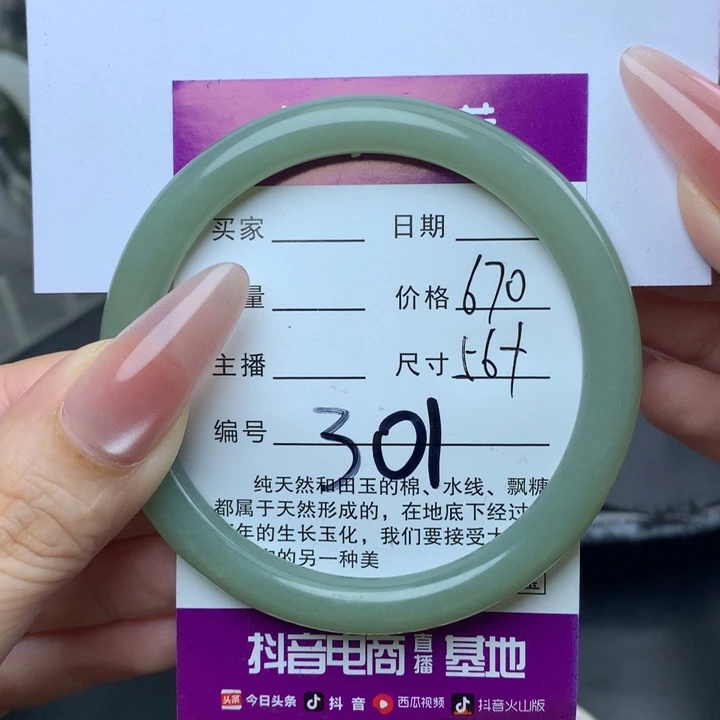 买家 日期
量 价格 670
主播 尺寸 56+
编号 301
纯天然和田玉的棉、水线、飘糖
都属于天然形成的，在地底下经过
年的生长玉化，我们要接受
的另一种美
抖音电商直播基地
头条 今日头条 抖音 西瓜视频 抖音火山版